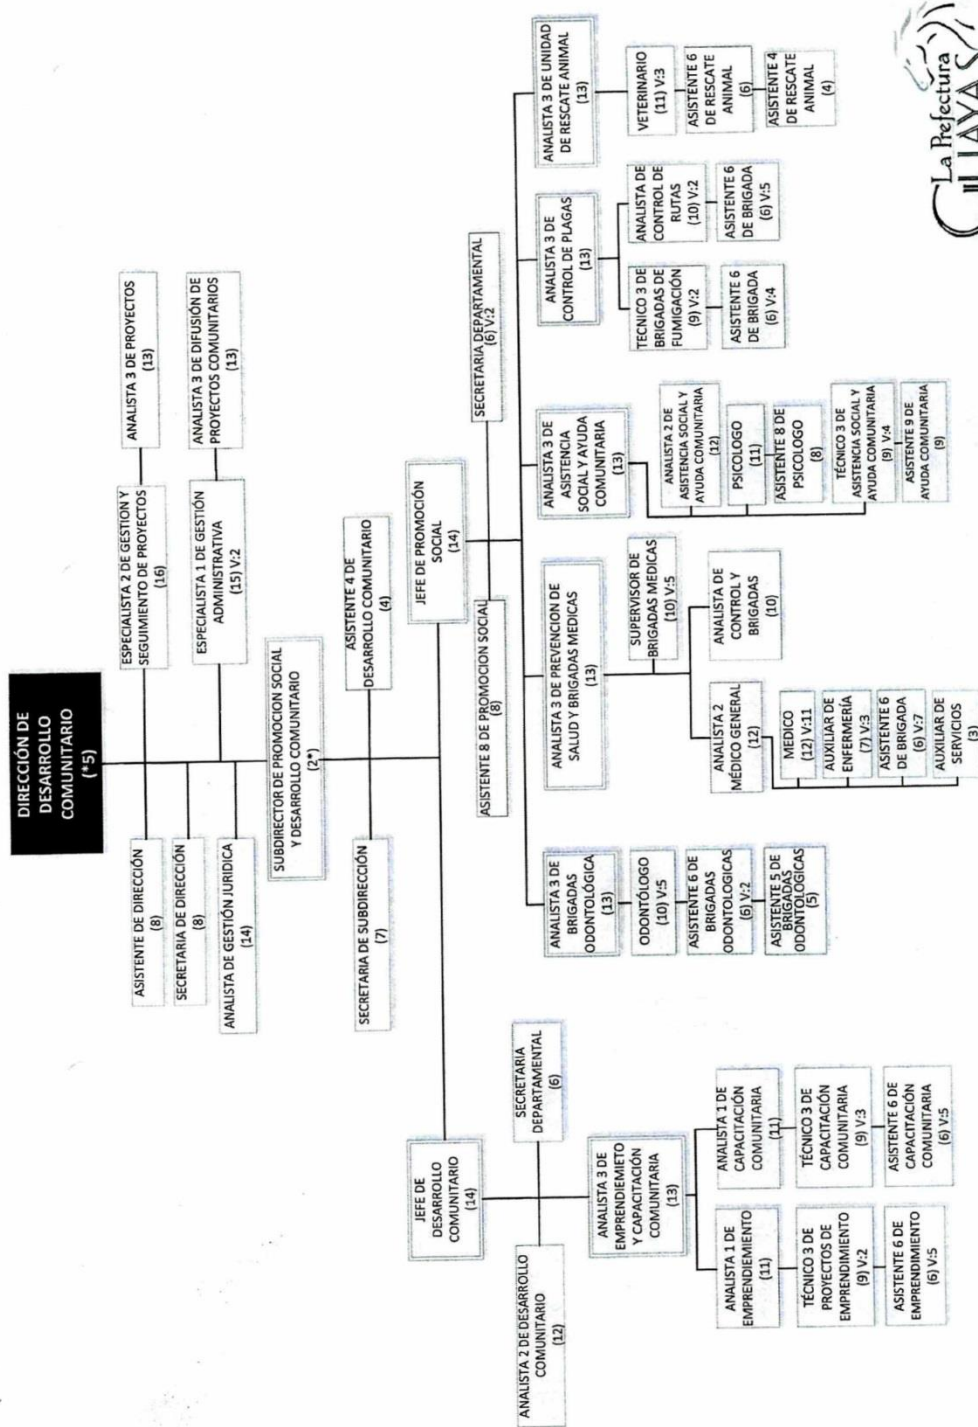 DIRECCIÓN DE
DESARROLLO
COMUNITARIO
(*5)
ASISTENTE DE DIRECCIÓN
(8)
SECRETARIA DE DIRECCIÓN
(8)
ANALISTA DE GESTIÓN JURIDICA
(14)
ESPECIALISTA 2 DE GESTION Y
SEGUIMIENTO DE PROYECTOS
(16)
ANALISTA 3 DE PROYECTOS
(13)
ESPECIALISTA 1 DE GESTIÓN
ADMINISTRATIVA
(15) V:2
ANALISTA 3 DE DIFUSIÓN DE
PROYECTOS COMUNITARIOS
(13)
SUBDIRECTOR DE PROMOCION SOCIAL
Y DESARROLLO COMUNITARIO
(2*)
SECRETARIA DE SUBDIRECCIÓN
(7)
ASISTENTE 4 DE
DESARROLLO COMUNITARIO
(4)
JEFE DE
DESARROLLO
COMUNITARIO
(14)
ANALISTA 2 DE DESARROLLO
COMUNITARIO
(12)
SECRETARIA
DEPARTAMENTAL
(6)
ANALISTA 3 DE
EMPRENDIEMIETO
Y CAPACITACIÓN
COMUNITARIA
(13)
ANALISTA 1 DE
EMPRENDIEMIENTO
(11)
TÉCNICO 3 DE
PROYECTOS DE
EMPRENDIMIENTO
(9) V:2
ASISTENTE 6 DE
EMPRENDIMIENTO
(6) V:5
ANALISTA 1 DE
CAPACITACIÓN
COMUNITARIA
(11)
TÉCNICO 3 DE
CAPACITACIÓN
COMUNITARIA
(9) V:3
ASISTENTE 6 DE
CAPACITACIÓN
COMUNITARIA
(6) V:5
JEFE DE PROMOCIÓN
SOCIAL
(14)
ASISTENTE 8 DE PROMOCION SOCIAL
(8)
SECRETARIA DEPARTAMENTAL
(6) V:2
ANALISTA 3 DE
BRIGADAS
ODONTOLÓGICA
(13)
ODONTÓLOGO
(10) V:5
ASISTENTE 6 DE
BRIGADAS
ODONTOLOGICAS
(6) V:2
ASISTENTE 5 DE
BRIGADAS
ODONTOLOGICAS
(5)
ANALISTA 3 DE PREVENCION DE
SALUD Y BRIGADAS MEDICAS
(13)
SUPERVISOR DE
BRIGADAS MEDICAS
(10) V:5
ANALISTA 2
MÉDICO GENERAL
(12)
MEDICO
(12) V:11
AUXILIAR DE
ENFERMERÍA
(7) V:3
ASISTENTE 6
DE BRIGADA
(6) V:7
AUXILIAR DE
SERVICIOS
(3)
ANALISTA DE
CONTROL Y
BRIGADAS
(10)
ANALISTA 3 DE
ASISTENCIA
SOCIAL Y AYUDA
COMUNITARIA
(13)
ANALISTA 2 DE
ASISTENCIA SOCIAL Y
AYUDA COMUNITARIA
(12)
PSICOLOGO
(11)
ASISTENTE 8 DE
PSICOLOGO
(8)
TÉCNICO 3 DE
ASISTENCIA SOCIAL Y
AYUDA COMUNITARIA
(9) V:4
ASISTENTE 9 DE
AYUDA COMUNITARIA
(9)
ANALISTA 3 DE
CONTROL DE PLAGAS
(13)
TECNICO 3 DE
BRIGADAS DE
FUMIGACIÓN
(9) V:2
ASISTENTE 6
DE BRIGADA
(6) V:4
ANALISTA DE
CONTROL DE
RUTAS
(10) V:2
ASISTENTE 6
DE BRIGADA
(6) V:5
ANALISTA 3 DE UNIDAD
DE RESCATE ANIMAL
(13)
VETERINARIO
(11) V:3
ASISTENTE 6
DE RESCATE
ANIMAL
(6)
ASISTENTE 4
DE RESCATE
ANIMAL
(4)
La Prefectura
GUAYAS